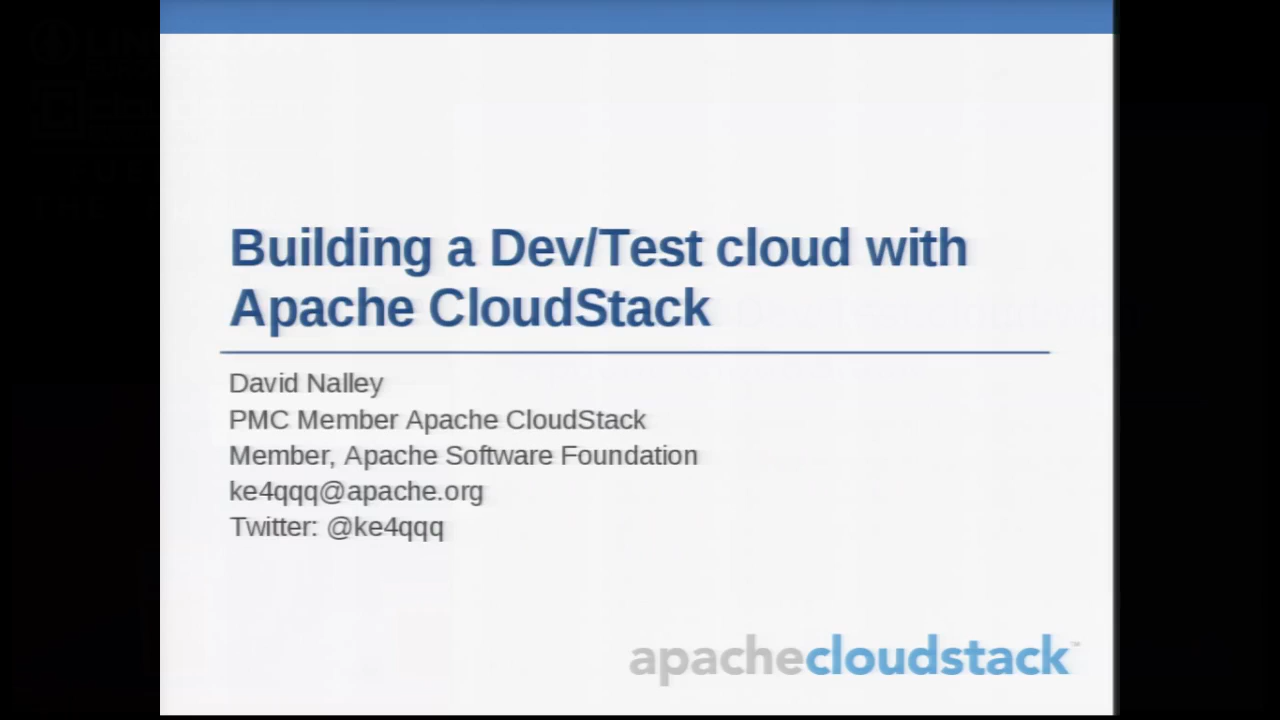 Building a Dev/Test cloud with
Apache CloudStack
David Nalley
PMC Member Apache CloudStack
Member, Apache Software Foundation
ke4qqq@apache.org
Twitter: @ke4qqq
apachecloudstack™